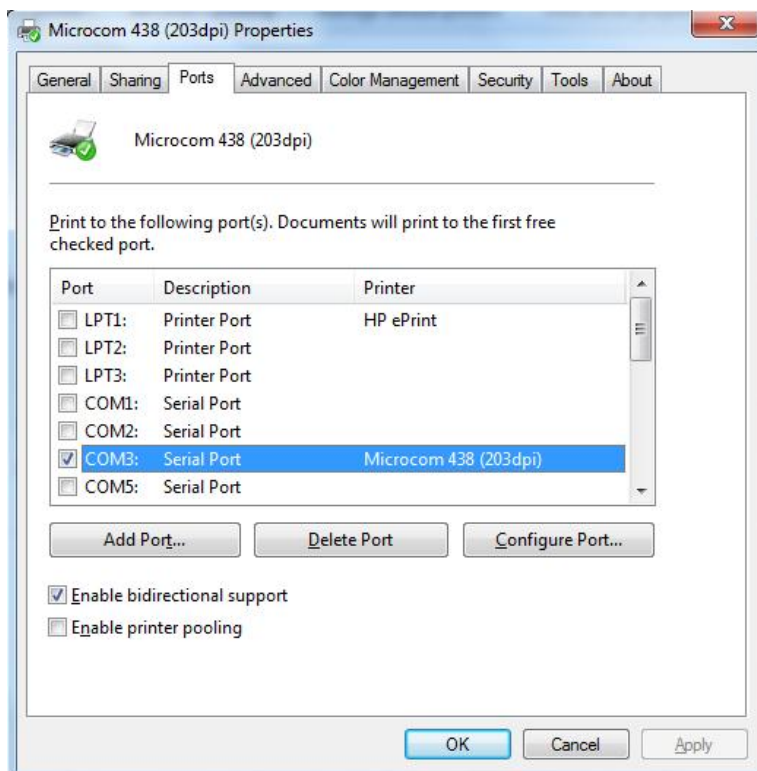 Microcom 438 (203dpi) Properties
General Sharing Ports Advanced Color Management Security Tools About
Microcom 438 (203dpi)
Print to the following port(s). Documents will print to the first free
checked port.
Port Description Printer
LPT1: Printer Port HP ePrint
LPT2: Printer Port
LPT3: Printer Port
COM1: Serial Port
COM2: Serial Port
COM3: Serial Port Microcom 438 (203dpi)
COM5: Serial Port
Add Port... Delete Port Configure Port...
Enable bidirectional support
Enable printer pooling
OK Cancel Apply